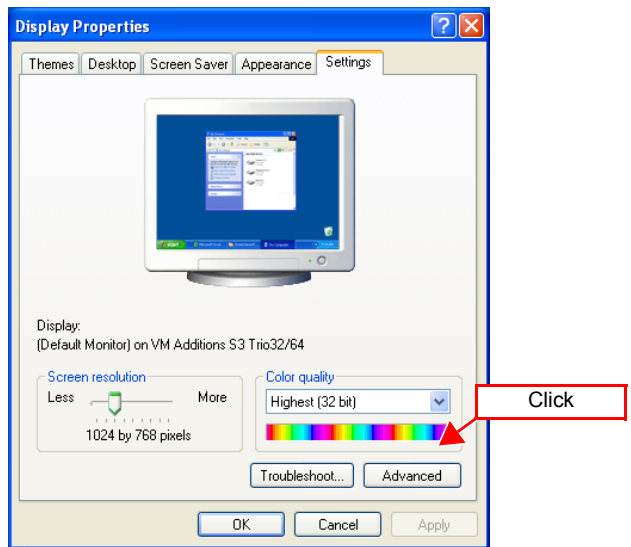 Display Properties
Themes Desktop Screen Saver Appearance Settings
Display:
(Default Monitor) on VM Additions S3 Trio32/64
Screen resolution
Less More
1024 by 768 pixels
Color quality
Highest (32 bit)
Click
Troubleshoot... Advanced
OK Cancel Apply